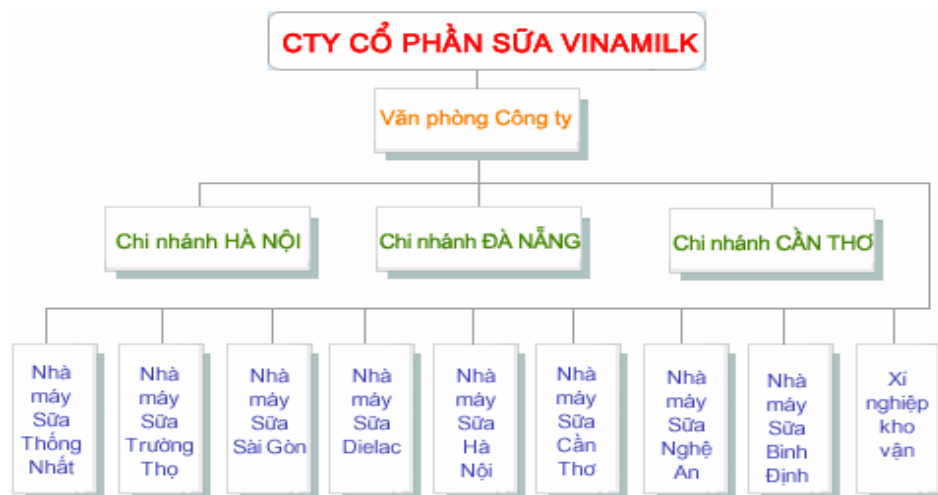 CTY CỔ PHẦN SỮA VINAMILK
Văn phòng Công ty
Chi nhánh HÀ NỘI
Chi nhánh ĐÀ NẴNG
Chi nhánh CẦN THƠ
Nhà
máy
Sữa
Thống
Nhất
Nhà
máy
Sữa
Trường
Thọ
Nhà
máy
Sữa
Sài Gòn
Nhà
máy
Sữa
Dielac
Nhà
máy
Sữa
Hà
Nội
Nhà
máy
Sữa
Cần
Thơ
Nhà
máy
Sữa
Nghệ
An
Nhà
máy
Sữa
Bình
Định
Xí
nghiệp
kho
vận